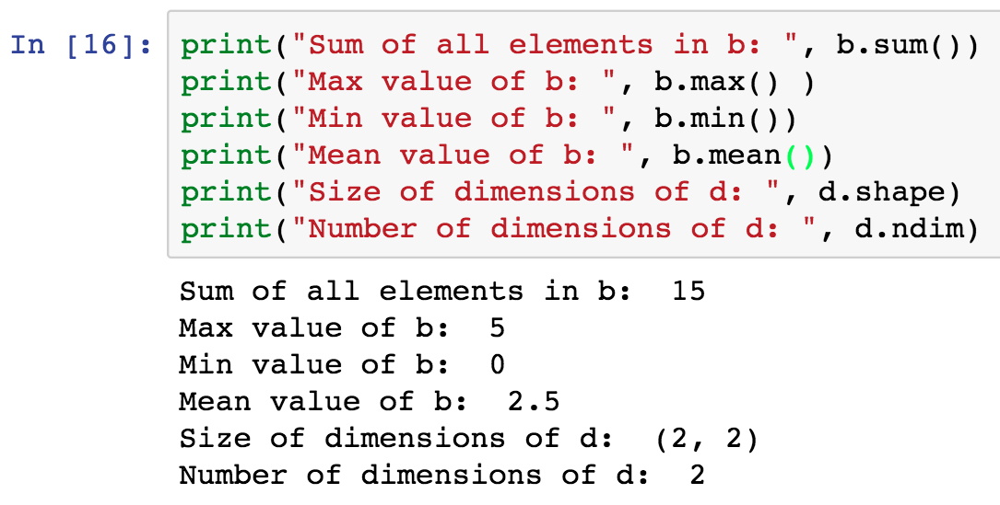 In [16]: print("Sum of all elements in b: ", b.sum())
print("Max value of b: ", b.max() )
print("Min value of b: ", b.min())
print("Mean value of b: ", b.mean())
print("Size of dimensions of d: ", d.shape)
print("Number of dimensions of d: ", d.ndim)
Sum of all elements in b:  15
Max value of b:  5
Min value of b:  0
Mean value of b:  2.5
Size of dimensions of d:  (2, 2)
Number of dimensions of d:  2